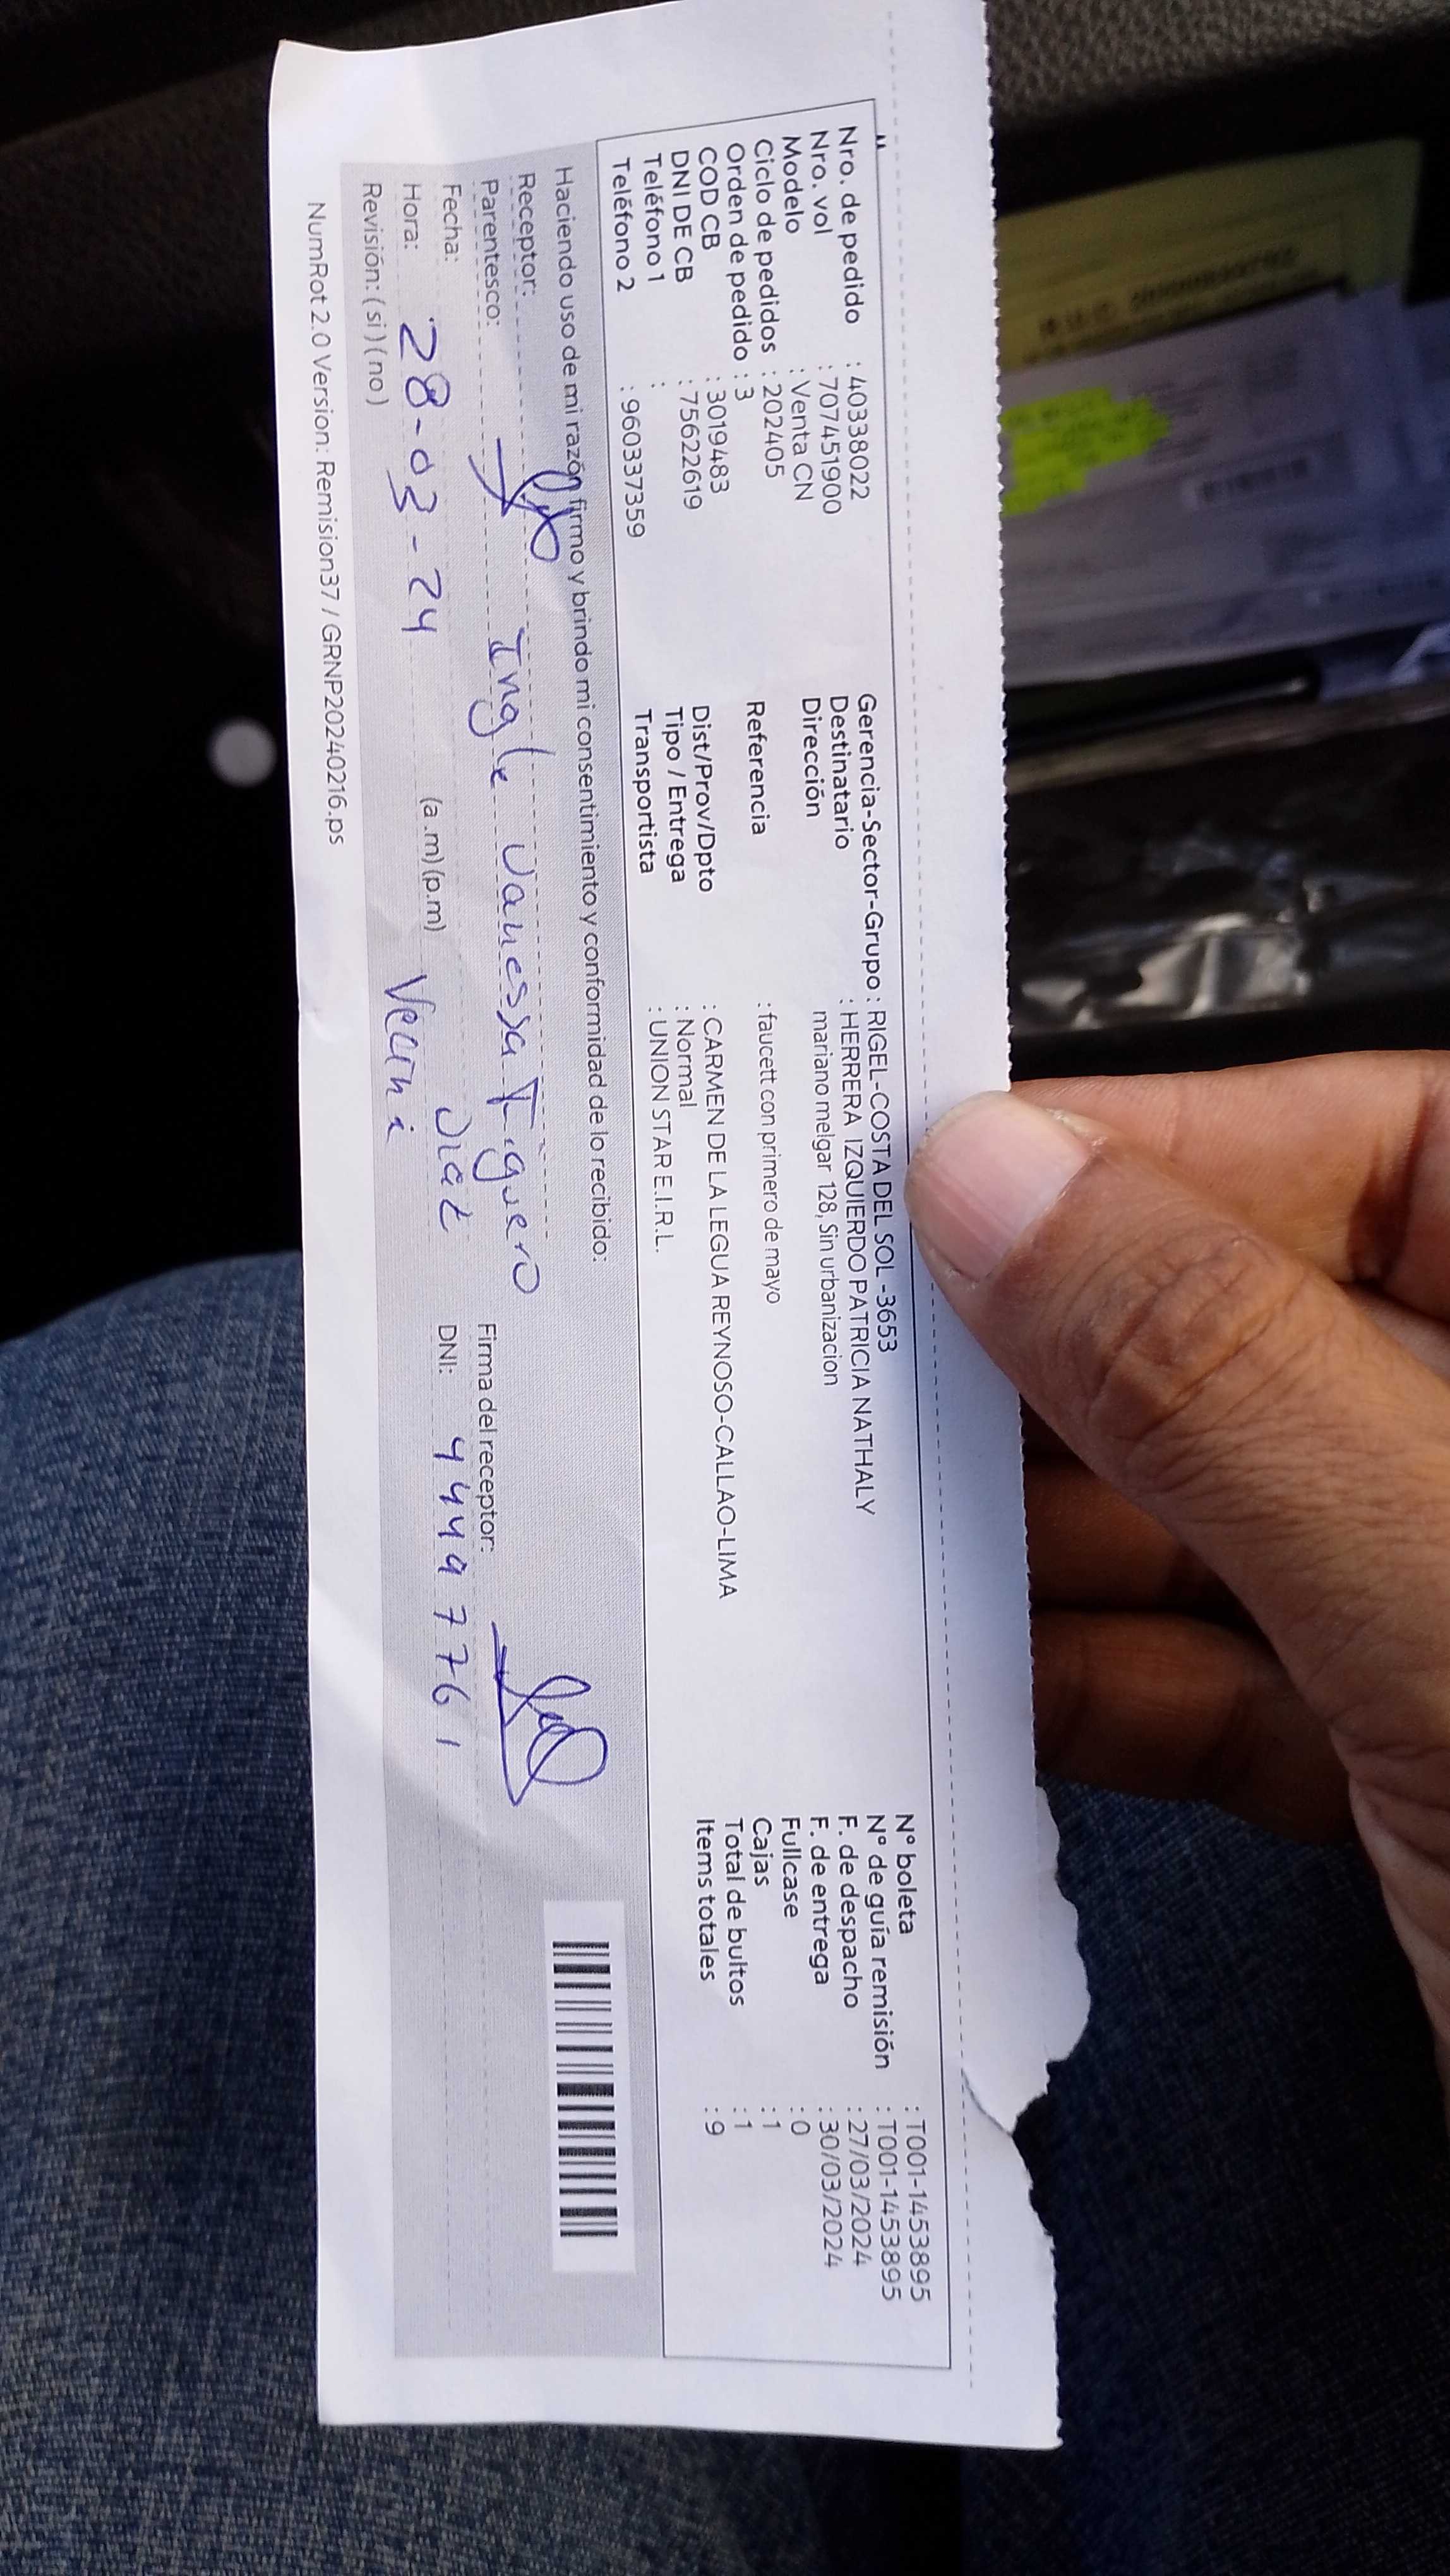 Nro. de pedido : 40338022
Nro. vol : 707451900
Modelo : Venta CN
Ciclo de pedidos : 202405
Orden de pedido : 3
COD CB : 3019483
DNI DE CB : 75622619
Teléfono 1 :
Teléfono 2 : 960337359
Gerencia-Sector-Grupo : RIGEL-COSTA DEL SOL -3653
Destinatario : HERRERA IZQUIERDO PATRICIA NATHALY
Dirección mariano melgar 128, Sin urbanizacion
Referencia : faucett con primero de mayo
Dist/Prov/Dpto : CARMEN DE LA LEGUA REYNOSO-CALLAO-LIMA
Tipo / Entrega : Normal
Transportista : UNION STAR E.I.R.L.
N° boleta : T001-1453895
N° de guía remisión : T001-1453895
F. de despacho : 27/03/2024
F. de entrega : 30/03/2024
Fullcase : 0
Cajas : 1
Total de bultos : 1
Items totales : 9
Haciendo uso de mi razón firmo y brindo mi consentimiento y conformidad de lo recibido:
Receptor:
Parentesco: vanessa Figuero
Firma del receptor:
Fecha: Diaz
DNI: 44497761
Hora: 28-03-24 (a.m)(p.m)
Revisión: ( si ) ( no )
NumRot 2.0 Version: Remision37 / GRNP20240216.ps